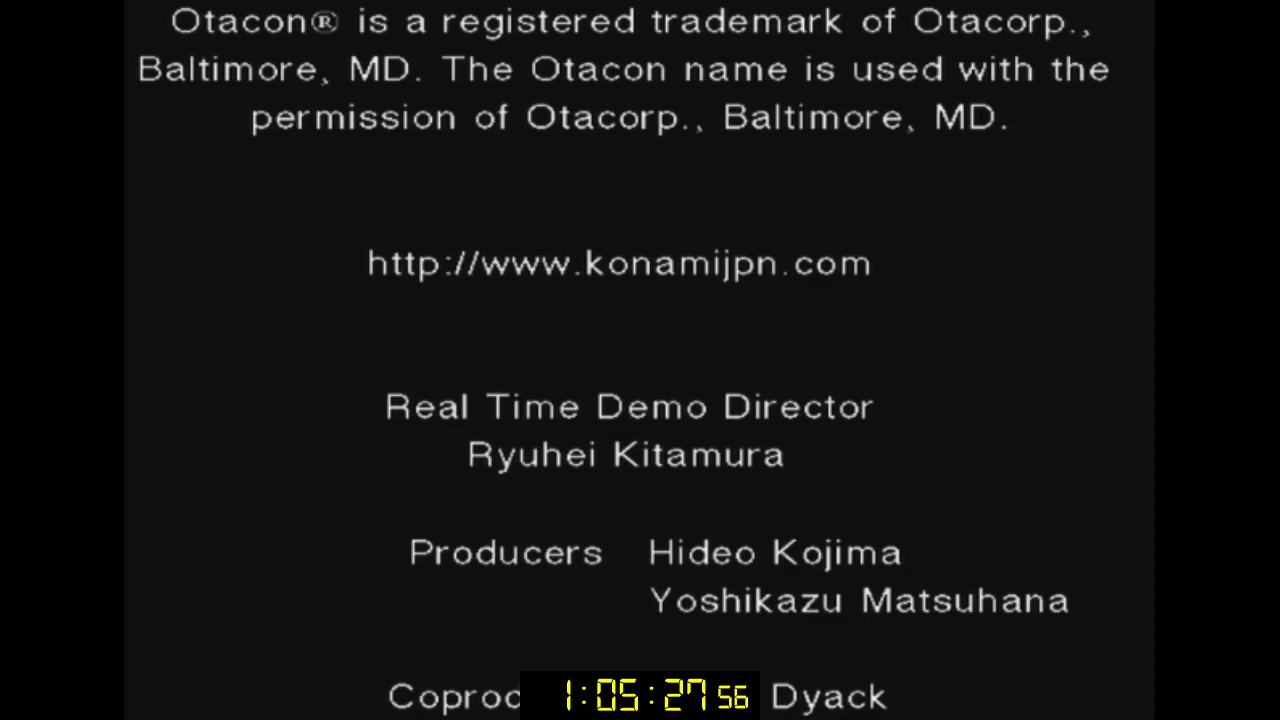 Otacon® is a registered trademark of Otacorp.,
Baltimore, MD. The Otacon name is used with the
permission of Otacorp., Baltimore, MD.
http://www.konamijpn.com
Real Time Demo Director
Ryuhei Kitamura
Producers Hideo Kojima
Yoshikazu Matsuhana
Dyack
1:05:27 56